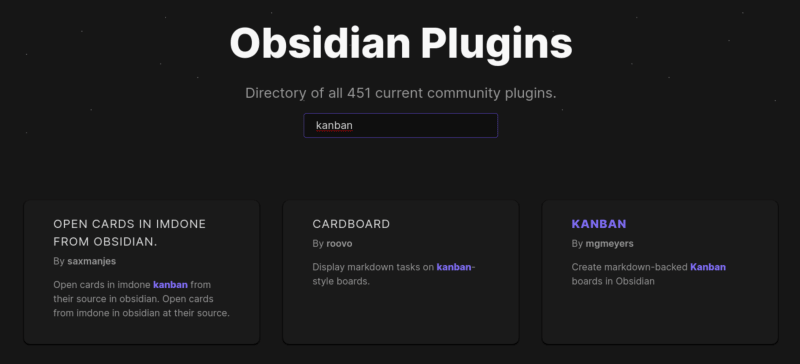 Obsidian Plugins
Directory of all 451 current community plugins.
kanban
OPEN CARDS IN IMDONE
FROM OBSIDIAN.
By saxmanjes
Open cards in imdone kanban from
their source in obsidian. Open cards
from imdone in obsidian at their source.
CARDBOARD
By roovo
Display markdown tasks on kanban-
style boards.
KANBAN
By mgmeyers
Create markdown-backed Kanban
boards in Obsidian